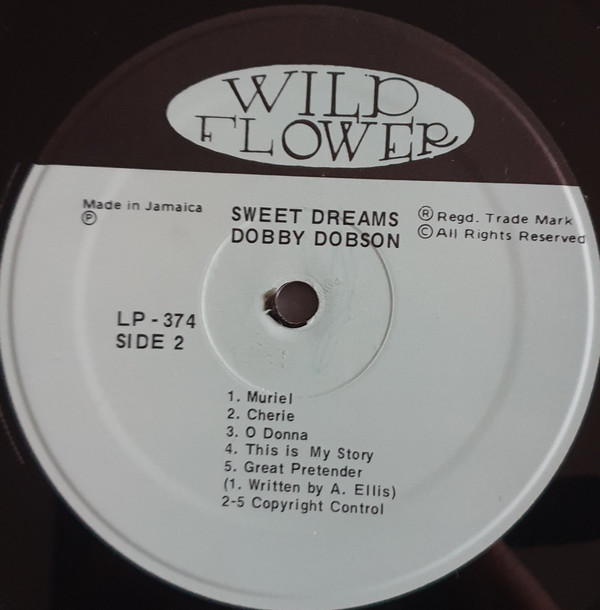 WILD
FLOWER
Made in Jamaica
Ⓟ
SWEET DREAMS
DOBBY DOBSON
® Regd. Trade Mark
© All Rights Reserved
LP - 374
SIDE 2
1. Muriel
2. Cherie
3. O Donna
4. This is My Story
5. Great Pretender
(1. Written by A. Ellis)
2-5 Copyright Control